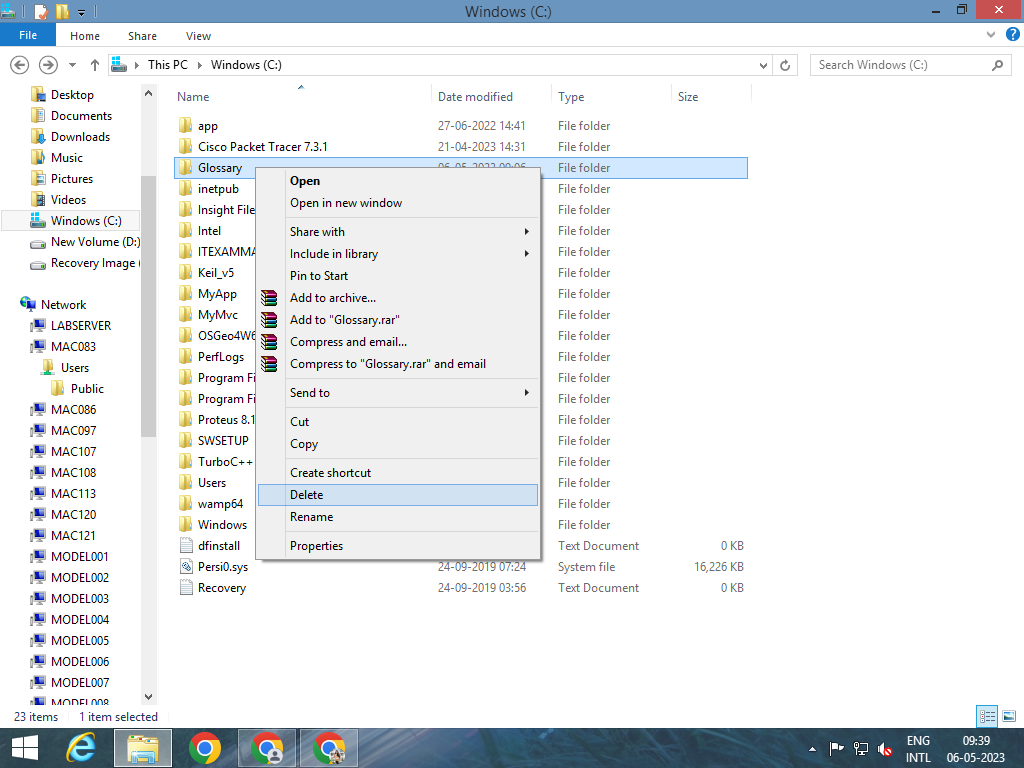 Windows (C:)
File Home Share View
This PC Windows (C:) Search Windows (C:)
Desktop
Documents
Downloads
Music
Pictures
Videos
Windows (C:)
New Volume (D:)
Recovery Image
Network
LABSERVER
MAC083
Users
Public
MAC086
MAC097
MAC107
MAC108
MAC113
MAC120
MAC121
MODEL001
MODEL002
MODEL003
MODEL004
MODEL005
MODEL006
MODEL007
MODEL008
Name Date modified Type Size
app 27-06-2022 14:41 File folder
Cisco Packet Tracer 7.3.1 21-04-2023 14:31 File folder
Glossary File folder
inetpub File folder
Insight File File folder
Intel File folder
ITEXAMMA File folder
Keil_v5 File folder
MyApp File folder
MyMvc File folder
OSGeo4W6 File folder
PerfLogs File folder
Program Fi File folder
Program Fi File folder
Proteus 8.1 File folder
SWSETUP File folder
TurboC++ File folder
Users File folder
wamp64 File folder
Windows File folder
dfinstall Text Document 0 KB
Persi0.sys 24-09-2019 07:24 System file 16,226 KB
Recovery 24-09-2019 03:56 Text Document 0 KB
Open
Open in new window
Share with
Include in library
Pin to Start
Add to archive...
Add to "Glossary.rar"
Compress and email...
Compress to "Glossary.rar" and email
Send to
Cut
Copy
Create shortcut
Delete
Rename
Properties
23 items 1 item selected
ENG 09:39
INTL 06-05-2023